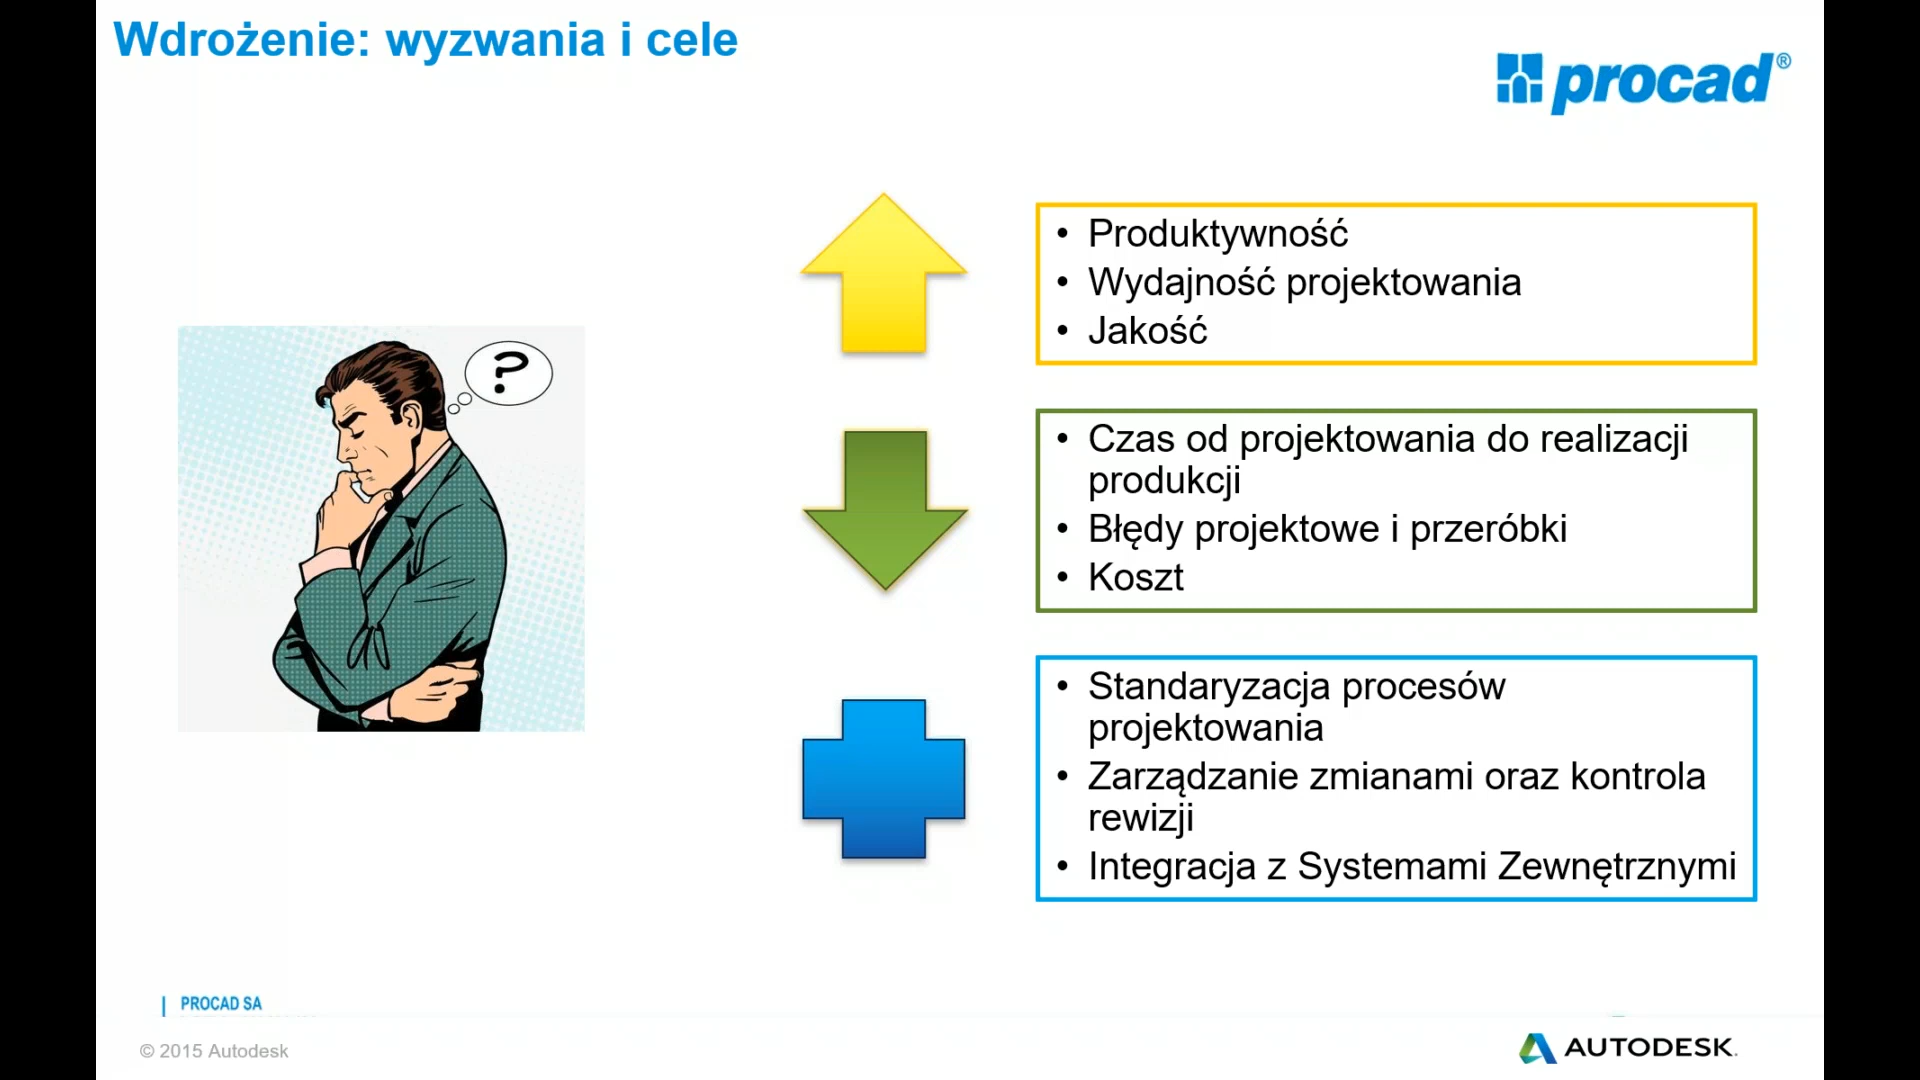 Wdrożenie: wyzwania i cele
procad®
?
• Produktywność
• Wydajność projektowania
• Jakość
• Czas od projektowania do realizacji
produkcji
• Błędy projektowe i przeróbki
• Koszt
• Standaryzacja procesów
projektowania
• Zarządzanie zmianami oraz kontrola
rewizji
• Integracja z Systemami Zewnętrznymi
PROCAD SA
© 2015 Autodesk
AUTODESK.